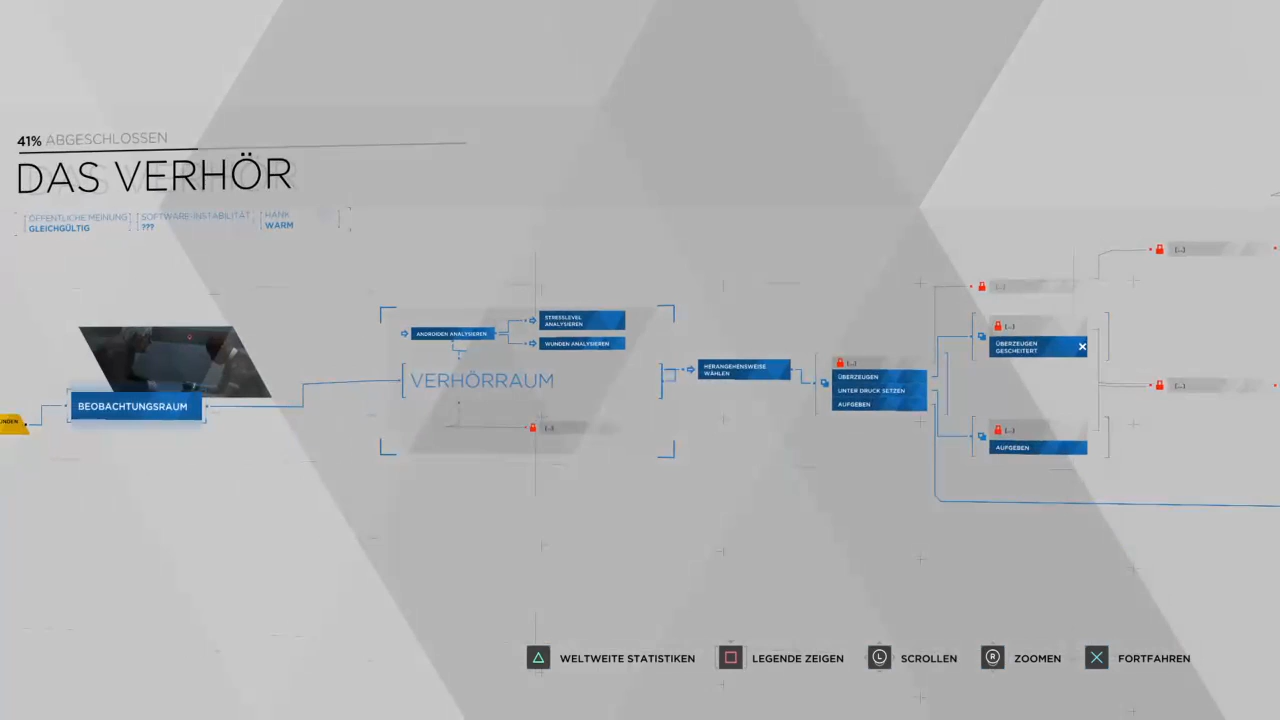 41% ABGESCHLOSSEN
DAS VERHÖR
ÖFFENTLICHE MEINUNG
GLEICHGÜLTIG
SOFTWARE-INSTABILITÄT
???
HANK
WARM
UNDEN
BEOBACHTUNGSRAUM
ANDROIDEN ANALYSIEREN
STRESSLEVEL
ANALYSIEREN
WUNDEN ANALYSIEREN
VERHÖRRAUM
(...)
HERANGEHENSWEISE
WÄHLEN
(...)
ÜBERZEUGEN
UNTER DRUCK SETZEN
AUFGEBEN
(...)
(...)
ÜBERZEUGEN
GESCHEITERT
(...)
AUFGEBEN
(...)
(...)
WELTWEITE STATISTIKEN
LEGENDE ZEIGEN
L SCROLLEN
R ZOOMEN
FORTFAHREN